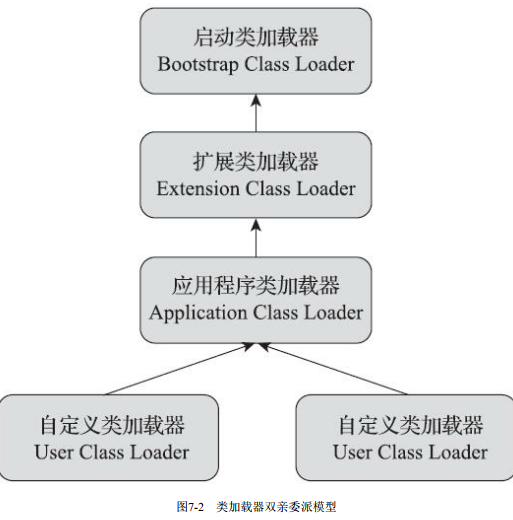 启动类加载器
Bootstrap Class Loader
扩展类加载器
Extension Class Loader
应用程序类加载器
Application Class Loader
自定义类加载器
User Class Loader
自定义类加载器
User Class Loader
图7-2 类加载器双亲委派模型